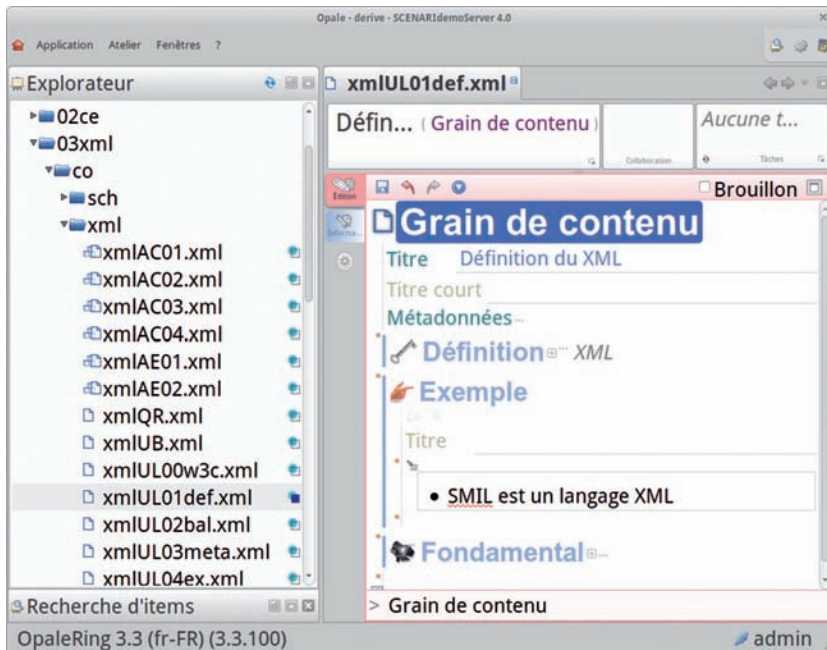 Opale - derive - SCENARIdemoServer 4.0
Application Atelier Fenêtres ?
Explorateur
02ce
03xml
co
sch
xml
xmlAC01.xml
xmlAC02.xml
xmlAC03.xml
xmlAC04.xml
xmlAE01.xml
xmlAE02.xml
xmlQR.xml
xmlUB.xml
xmlUL00w3c.xml
xmlUL01def.xml
xmlUL02bal.xml
xmlUL03meta.xml
xmlUL04ex.xml
Recherche d'items
xmlUL01def.xml
Défin... (Grain de contenu)
Collaboration
Aucune t...
Tâches
Edition
Informa...
Brouillon
Grain de contenu
Titre Définition du XML
Titre court
Métadonnées...
Définition ... XML
Exemple
Titre
• SMIL est un langage XML
Fondamental ...
> Grain de contenu
OpaleRing 3.3 (fr-FR) (3.3.100)
admin